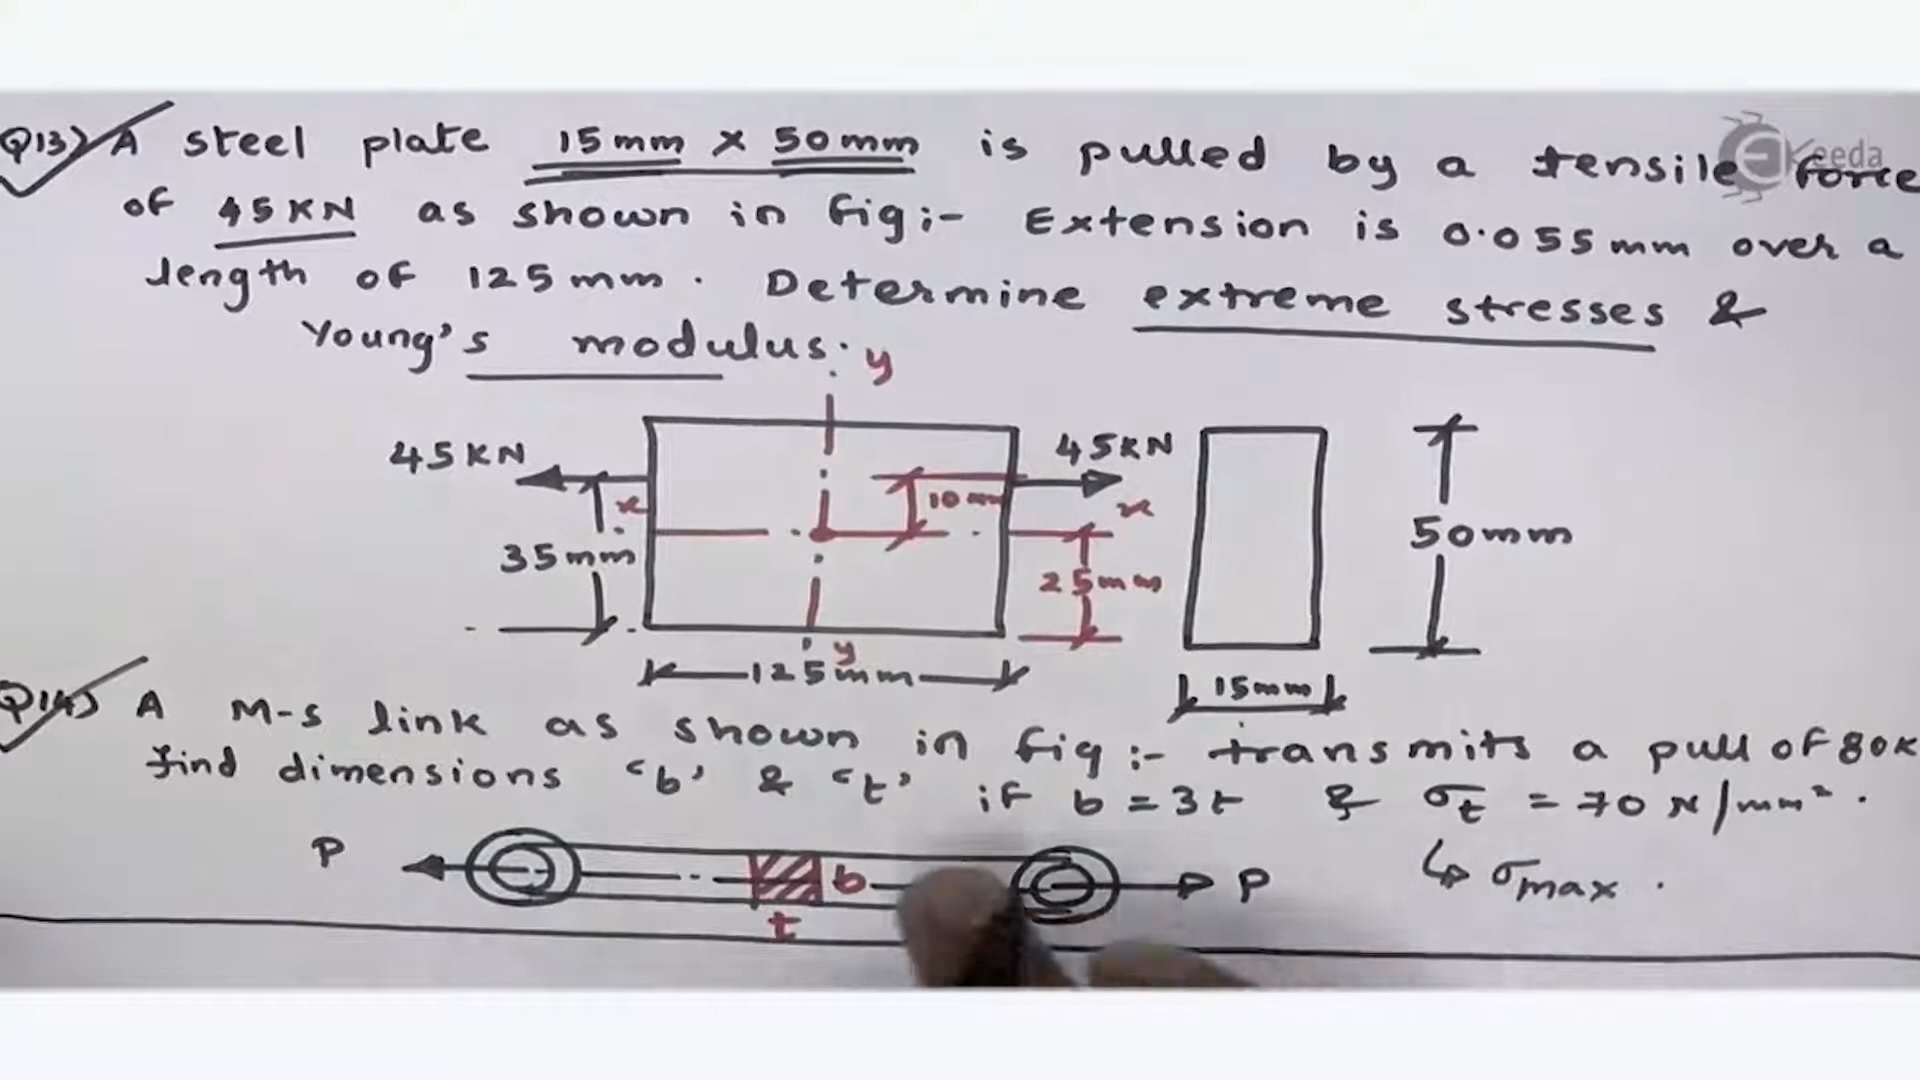 Q13) A steel plate 15mm x 50mm is pulled by a tensile force
of 45KN as shown in fig:- Extension is 0.055mm over a
length of 125mm. Determine extreme stresses &
Young's modulus.
y
45KN
45KN
x
10mm
x
35mm
25mm
50mm
y
125mm
15mm
Q14) A M-S link as shown in fig:- transmits a pull of 80K
find dimensions 'b' & 't' if b = 3t & σt = 70 N/mm².
P
b
t
P
↳ σmax.
Keeda